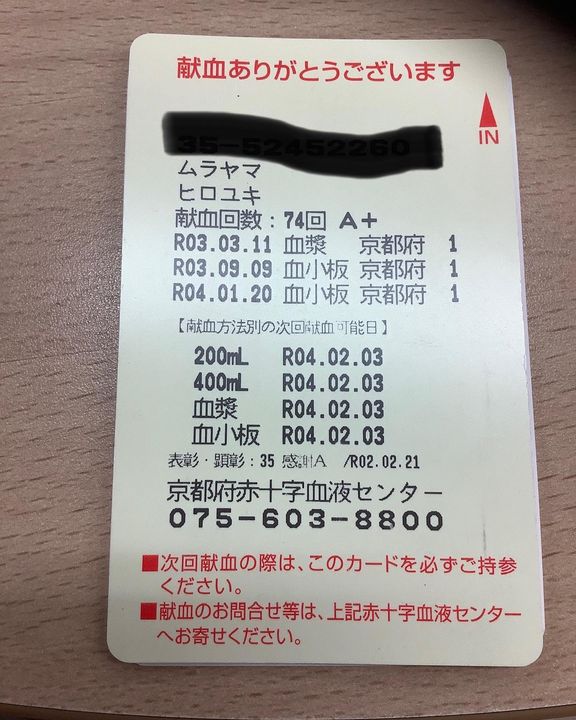 献血ありがとうございます
IN
ムラヤマ
ヒロユキ
献血回数:74回 A+
R03.03.11 血漿 京都府 1
R03.09.09 血小板 京都府 1
R04.01.20 血小板 京都府 1
【献血方法別の次回献血可能日】
200mL R04.02.03
400mL R04.02.03
血漿 R04.02.03
血小板 R04.02.03
表彰・顕彰:35 感謝A /R02.02.21
京都府赤十字血液センター
075-603-8800
■次回献血の際は、このカードを必ずご持参
ください。
■献血のお問合せ等は、上記赤十字血液センター
へお寄せください。